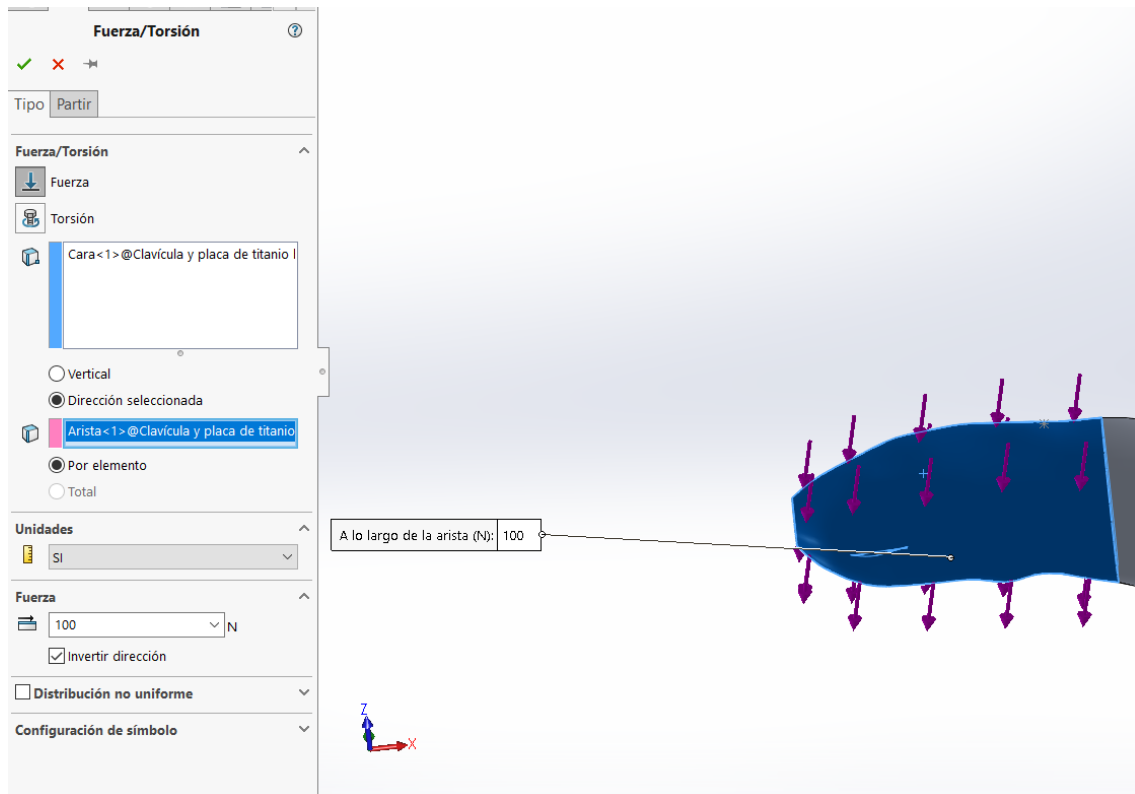 Fuerza/Torsión
Tipo Partir
Fuerza/Torsión
Fuerza
Torsión
Cara<1>@Clavícula y placa de titanio l
Vertical
Dirección seleccionada
Arista<1>@Clavícula y placa de titanio
Por elemento
Total
Unidades
SI
A lo largo de la arista (N): 100
Fuerza
100 N
Invertir dirección
Distribución no uniforme
Configuración de símbolo
Z
X